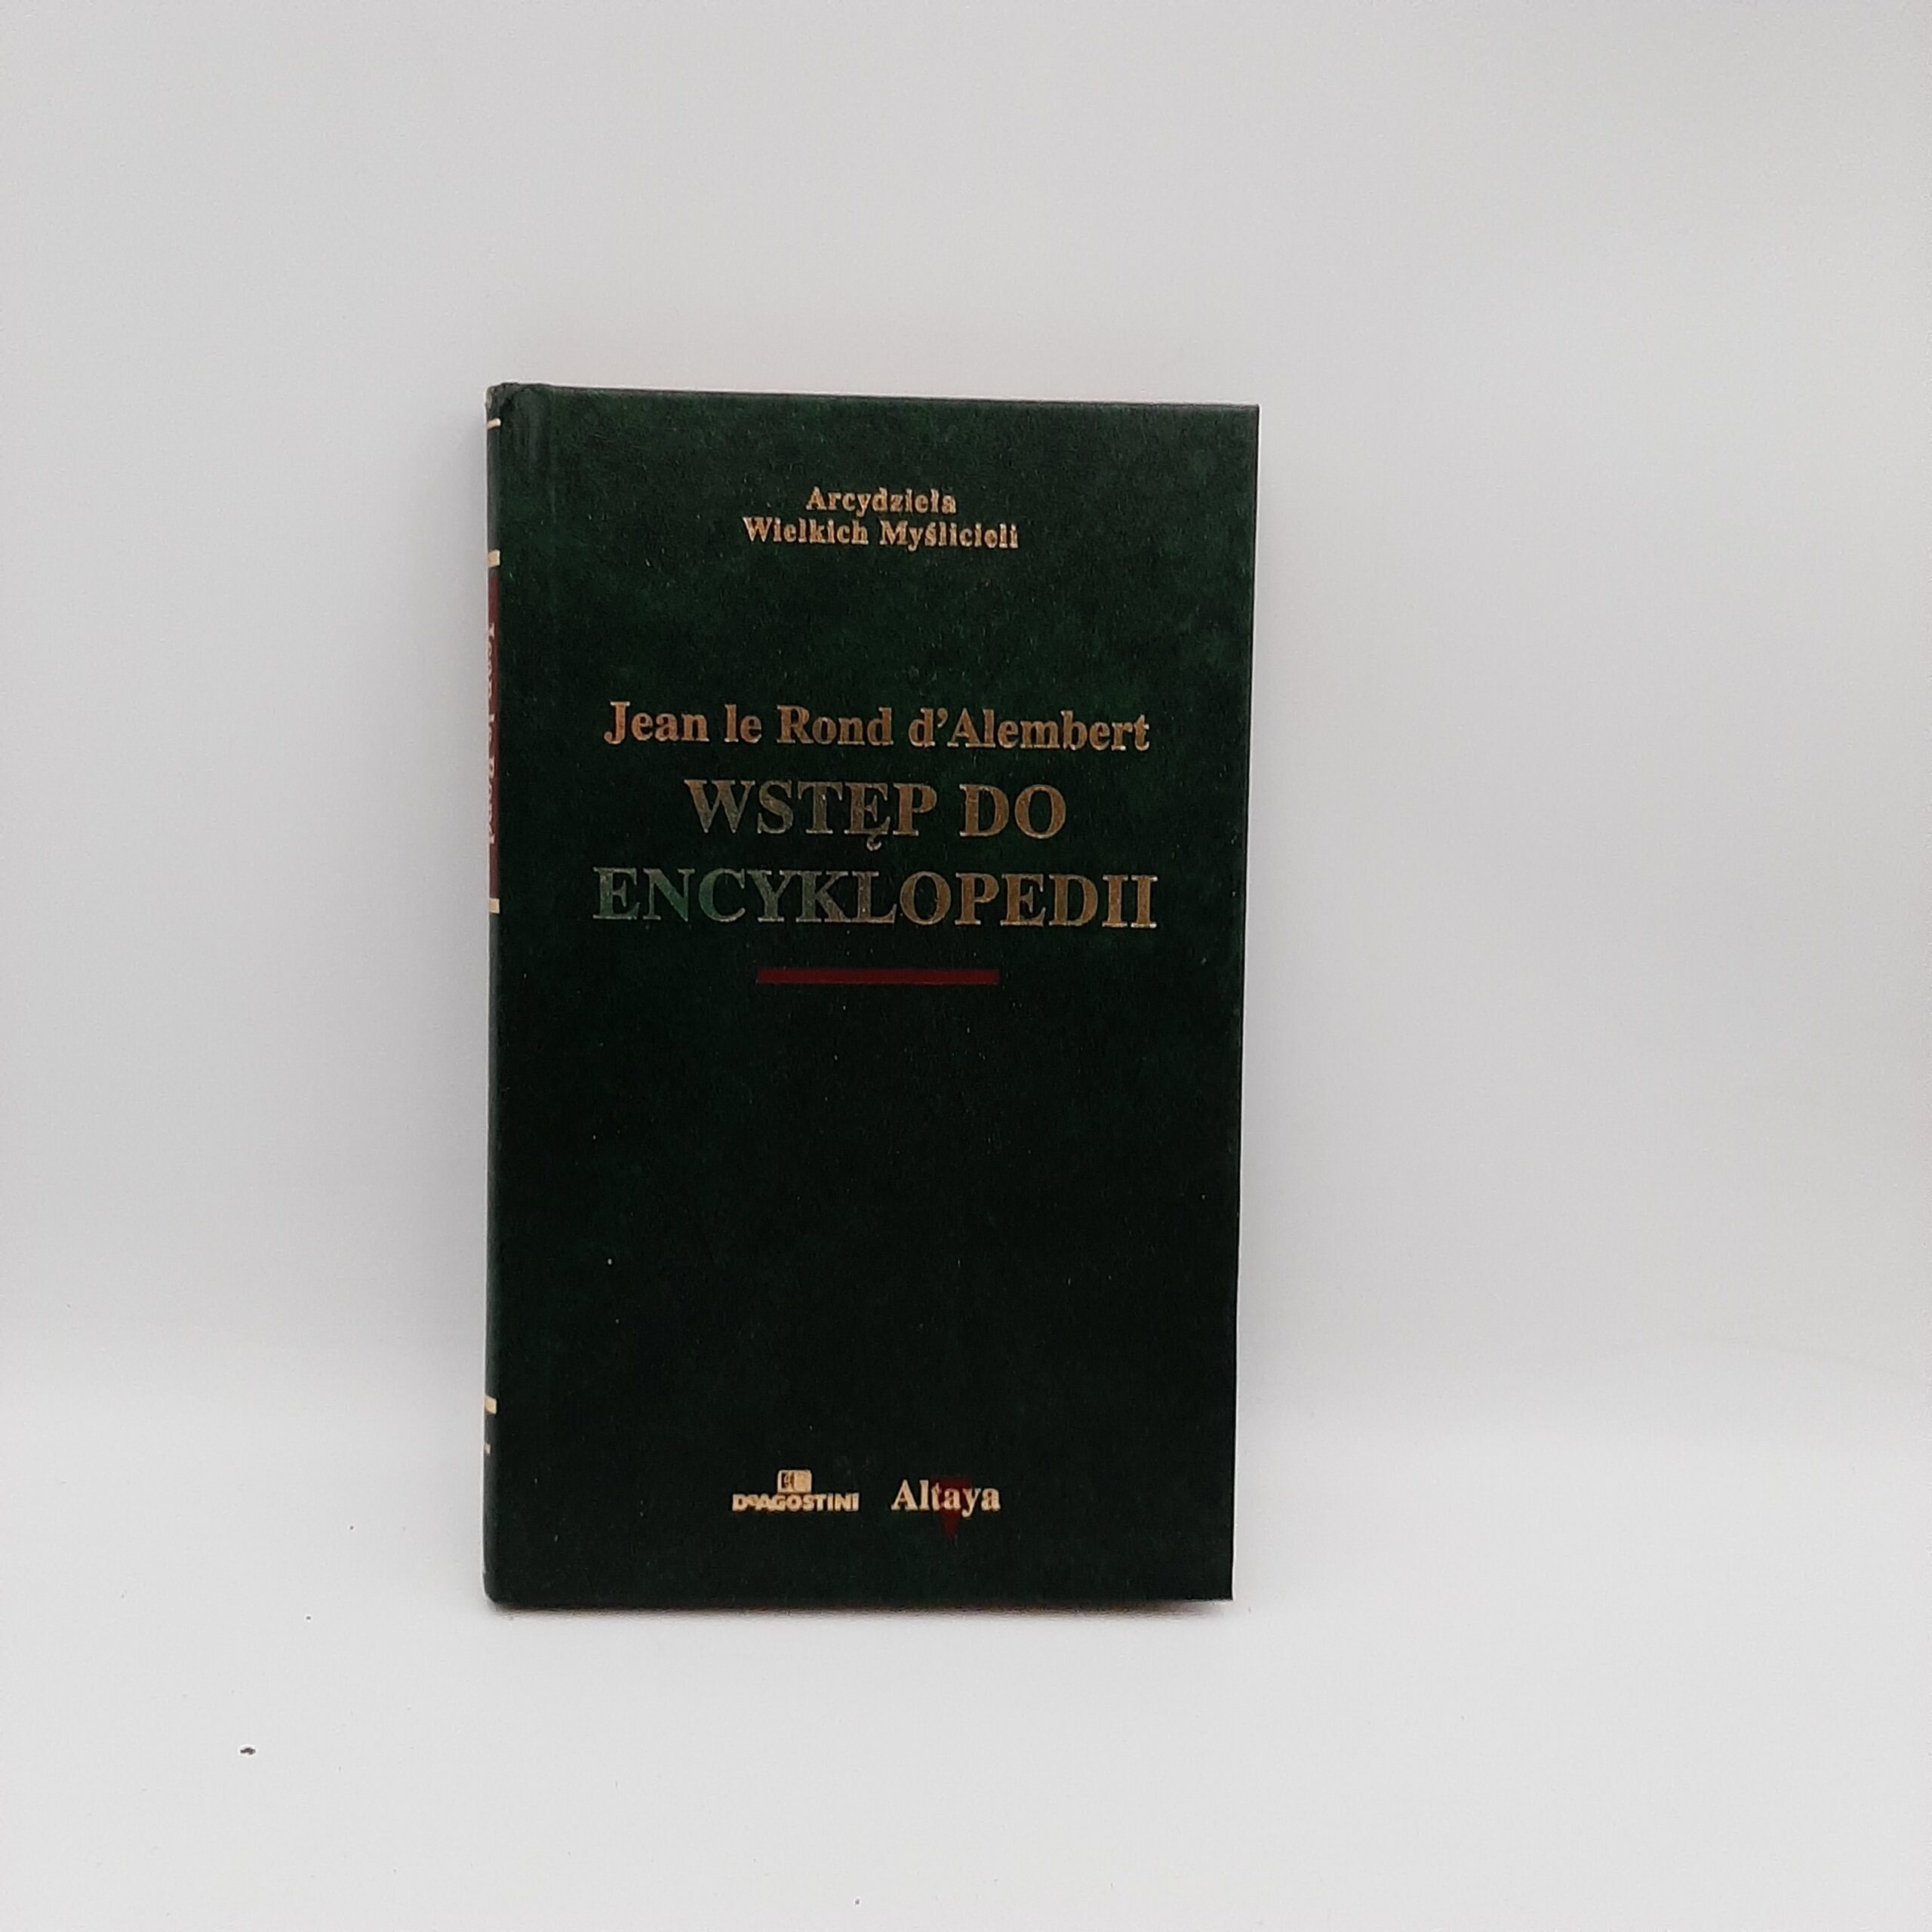 Arcydzieła
Wielkich Myślicieli
Jean le Rond d'Alembert
WSTĘP DO
ENCYKLOPEDII
DeAGOSTINI Altaya